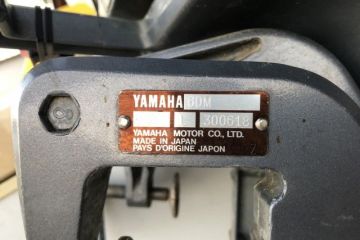 YAMAHA 6DM
L 300618
YAMAHA MOTOR CO., LTD.
MADE IN JAPAN
PAYS D'ORIGINE JAPON